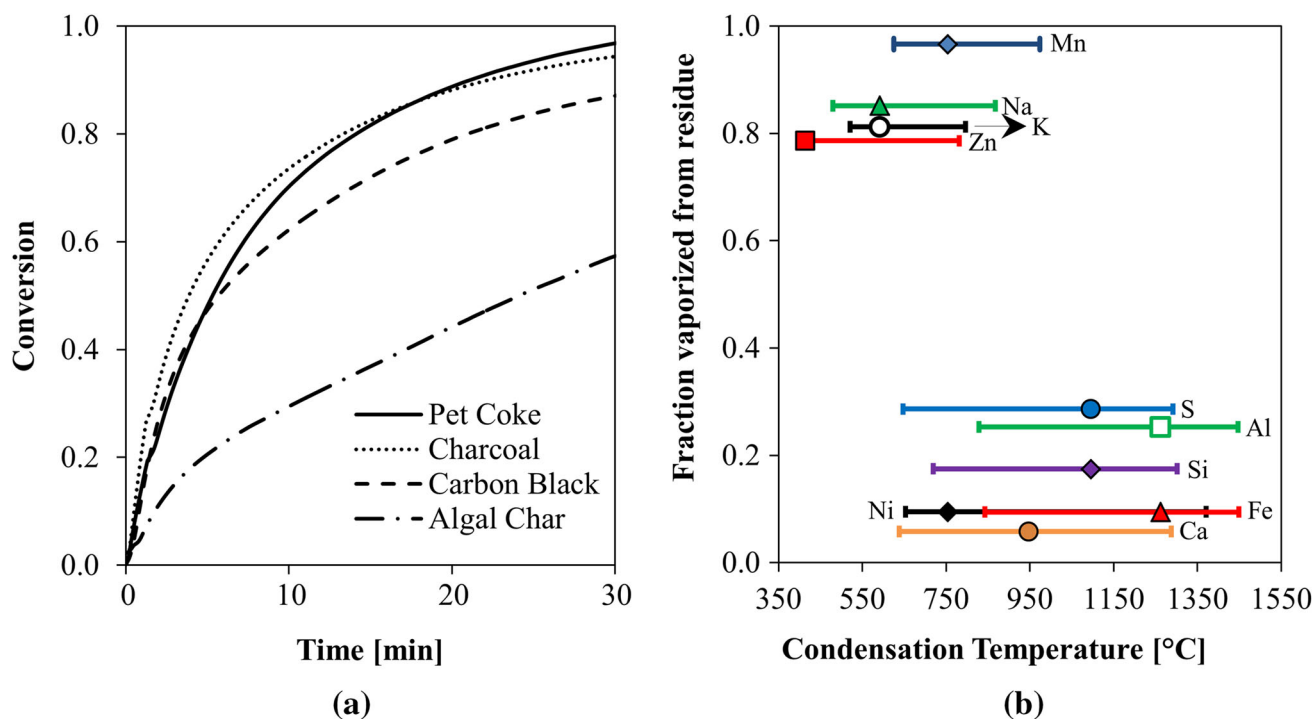 1.0
0.8
0.6
0.4
0.2
0.0
Conversion
Pet Coke
Charcoal
Carbon Black
Algal Char
0 10 20 30
Time [min]
(a)
1.0
0.8
0.6
0.4
0.2
0.0
Fraction vaporized from residue
Mn
Na
K
Zn
S
Al
Si
Ni Fe
Ca
350 550 750 950 1150 1350 1550
Condensation Temperature [°C]
(b)